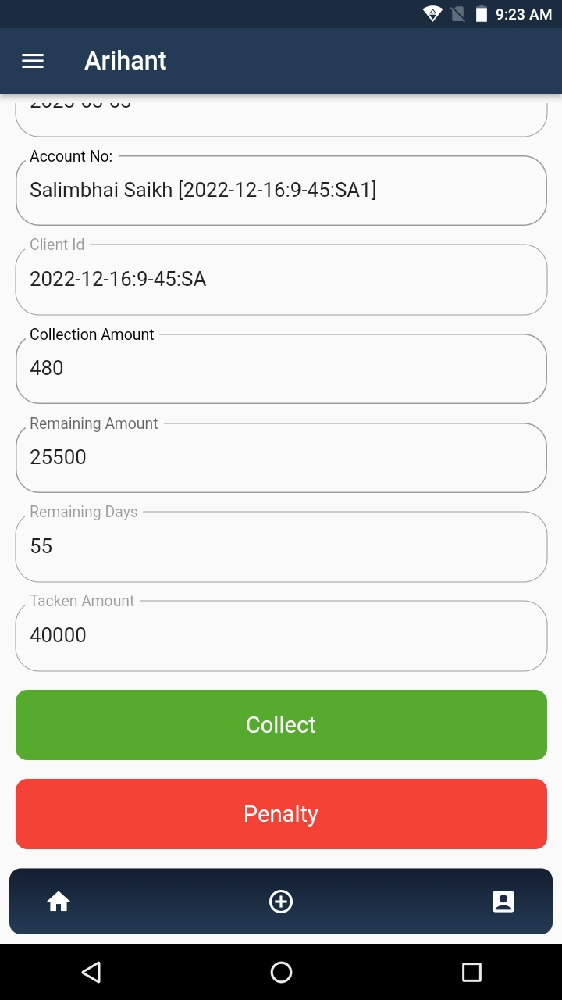 9:23 AM
Arihant
Account No:
Salimbhai Saikh [2022-12-16:9-45:SA1]
Client Id
2022-12-16:9-45:SA
Collection Amount
480
Remaining Amount
25500
Remaining Days
55
Tacken Amount
40000
Collect
Penalty